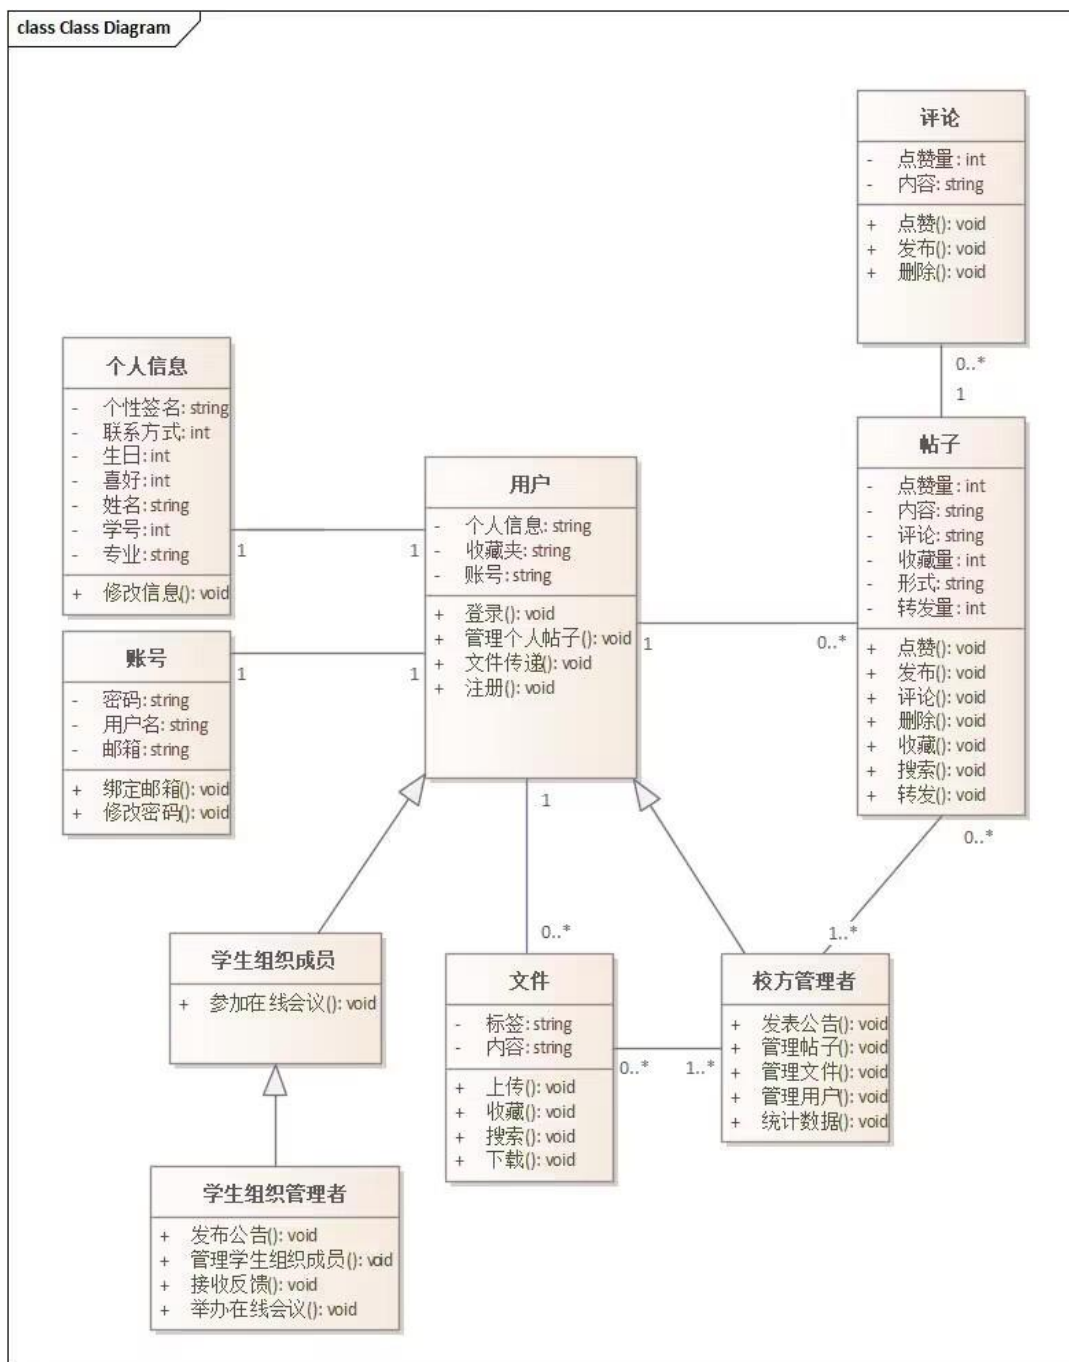 class Class Diagram
评论
- 点赞量: int
- 内容: string
+ 点赞(): void
+ 发布(): void
+ 删除(): void
0..*
1
个人信息
- 个性签名: string
- 联系方式: int
- 生日: int
- 喜好: int
- 姓名: string
- 学号: int
- 专业: string
+ 修改信息(): void
1
1
用户
- 个人信息: string
- 收藏夹: string
- 账号: string
+ 登录(): void
+ 管理个人帖子(): void
+ 文件传递(): void
+ 注册(): void
帖子
- 点赞量: int
- 内容: string
- 评论: string
- 收藏量: int
- 形式: string
- 转发量: int
+ 点赞(): void
+ 发布(): void
+ 评论(): void
+ 删除(): void
+ 收藏(): void
+ 搜索(): void
+ 转发(): void
1
0..*
账号
- 密码: string
- 用户名: string
- 邮箱: string
+ 绑定邮箱(): void
+ 修改密码(): void
1
1
1
0..*
0..*
1..*
学生组织成员
+ 参加在线会议(): void
文件
- 标签: string
- 内容: string
+ 上传(): void
+ 收藏(): void
+ 搜索(): void
+ 下载(): void
0..*
1..*
校方管理者
+ 发表公告(): void
+ 管理帖子(): void
+ 管理文件(): void
+ 管理用户(): void
+ 统计数据(): void
学生组织管理者
+ 发布公告(): void
+ 管理学生组织成员(): void
+ 接收反馈(): void
+ 举办在线会议(): void